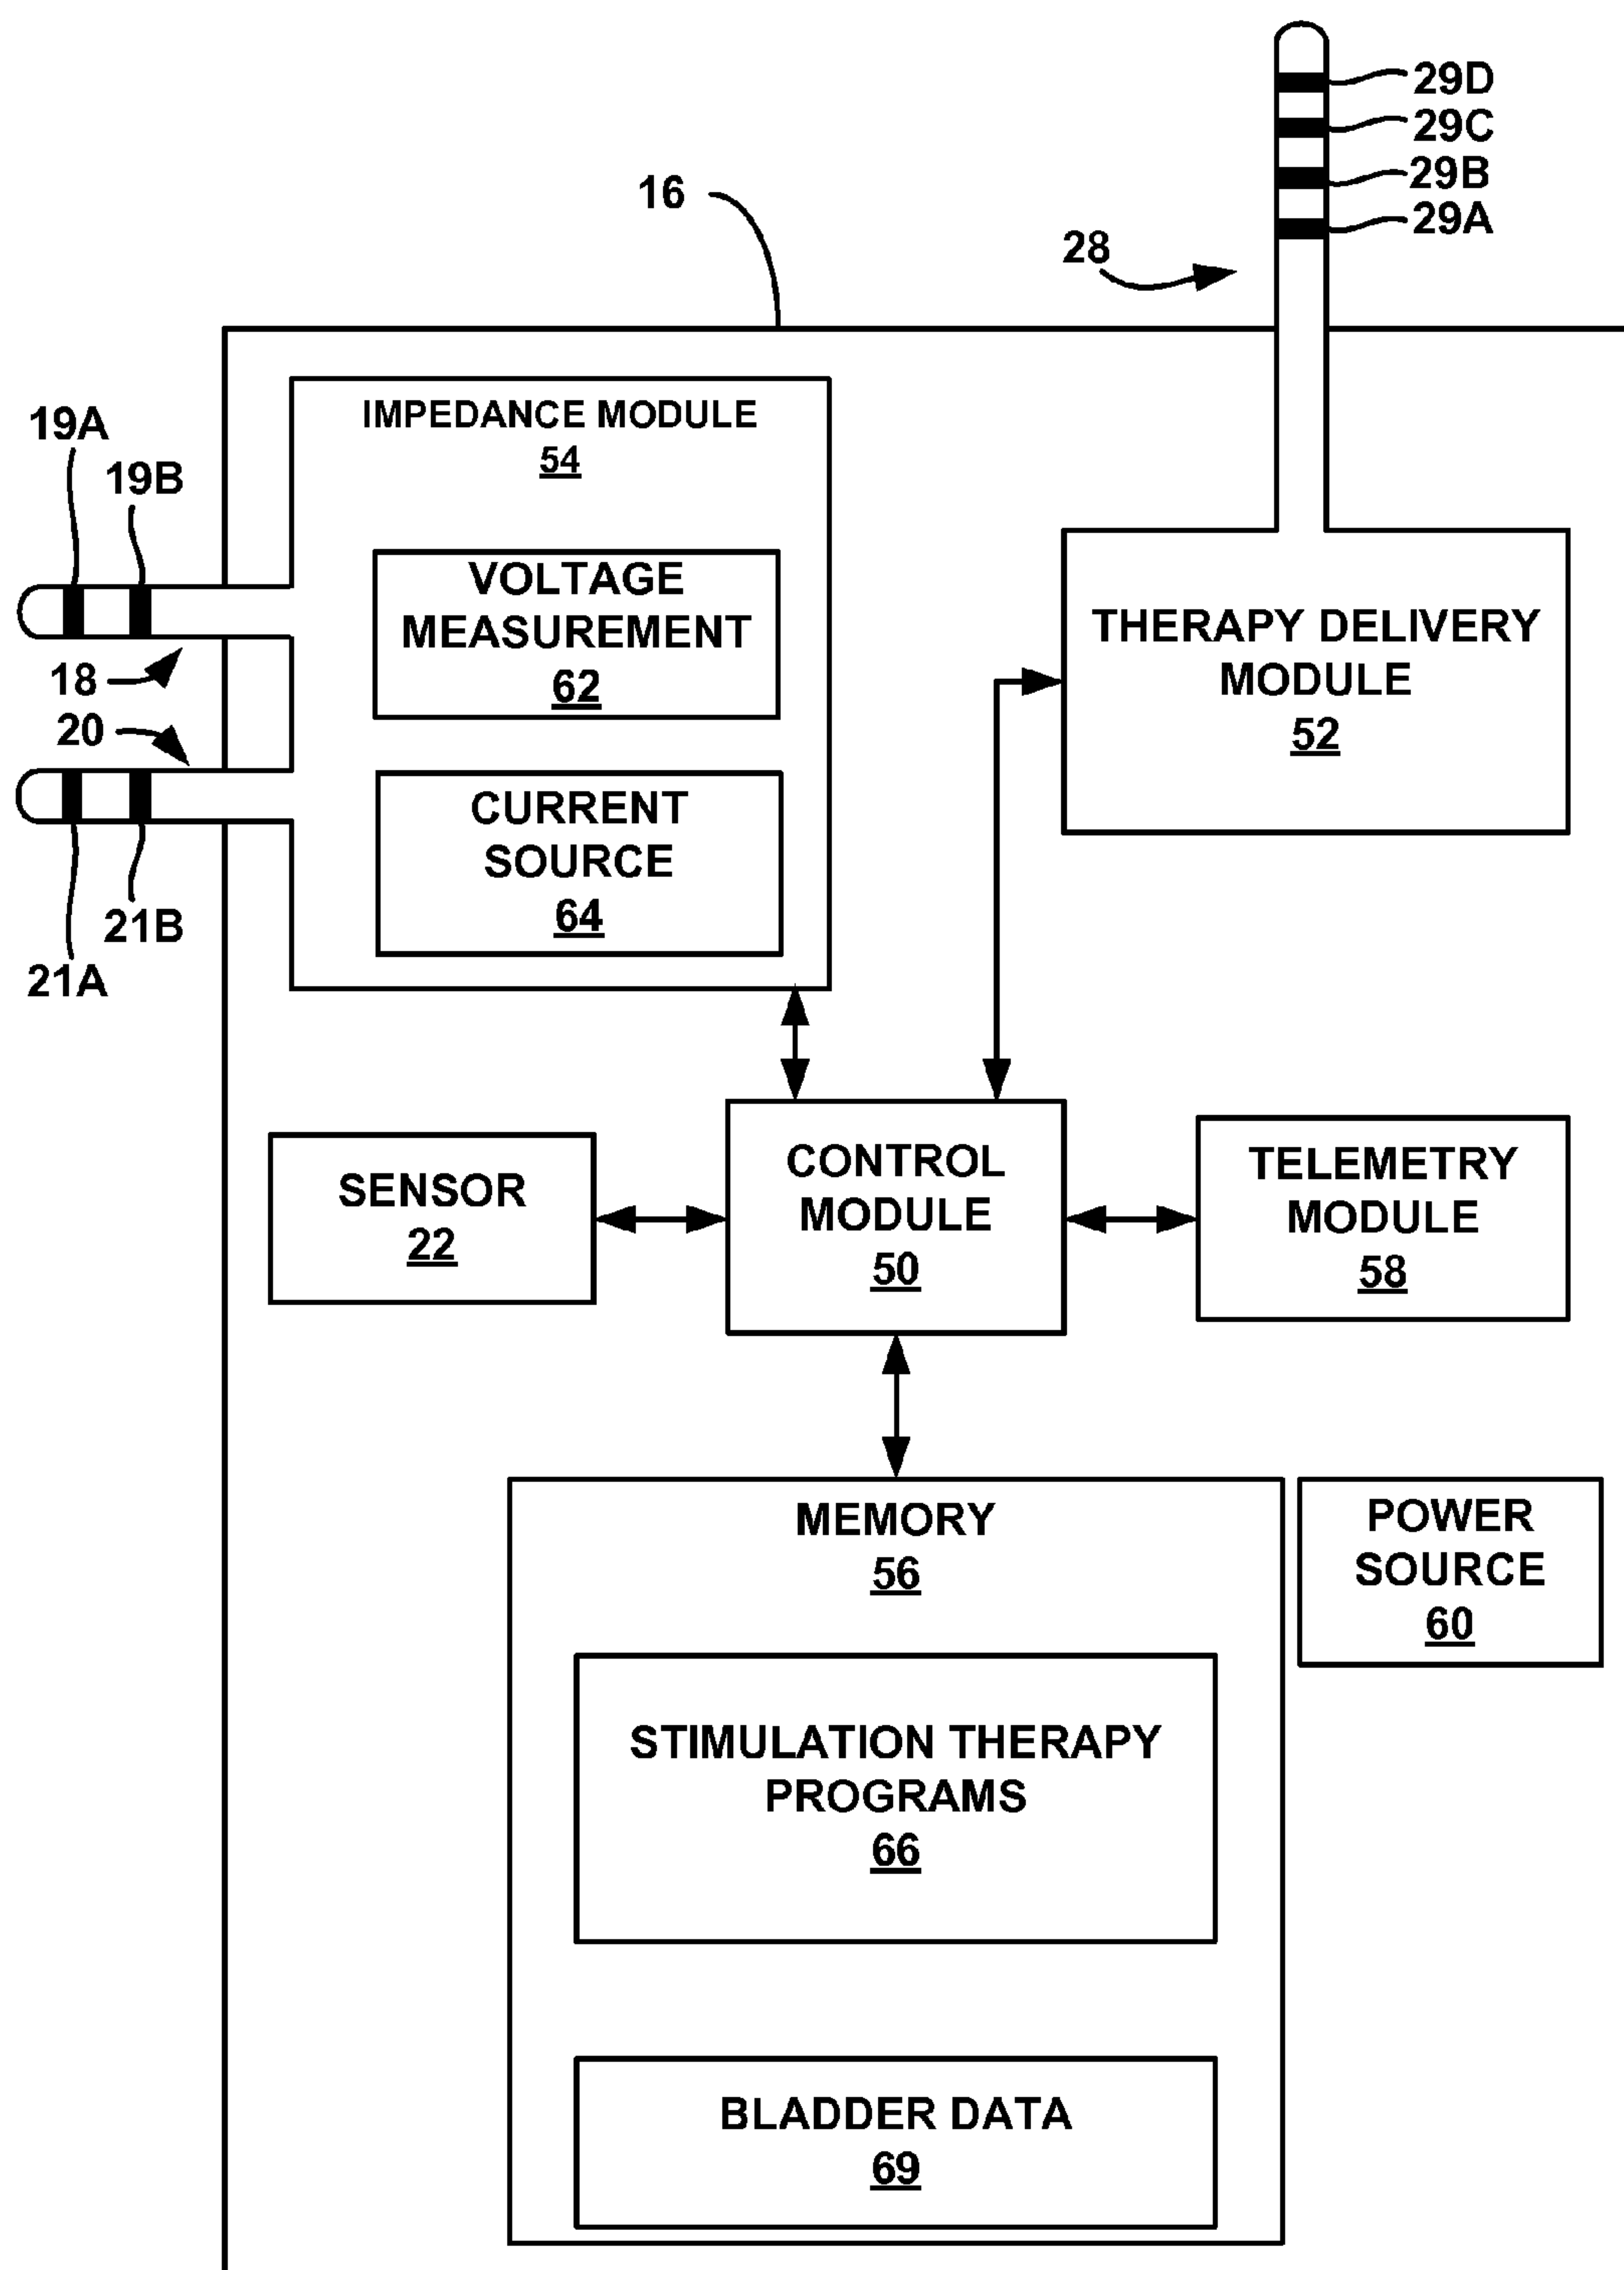 29D
29C
29B
29A
16
28
19A
19B
IMPEDANCE MODULE
54
VOLTAGE
MEASUREMENT
62
18
20
CURRENT
SOURCE
64
21B
21A
THERAPY DELIVERY
MODULE
52
SENSOR
22
CONTROL
MODULE
50
TELEMETRY
MODULE
58
MEMORY
56
POWER
SOURCE
60
STIMULATION THERAPY
PROGRAMS
66
BLADDER DATA
69